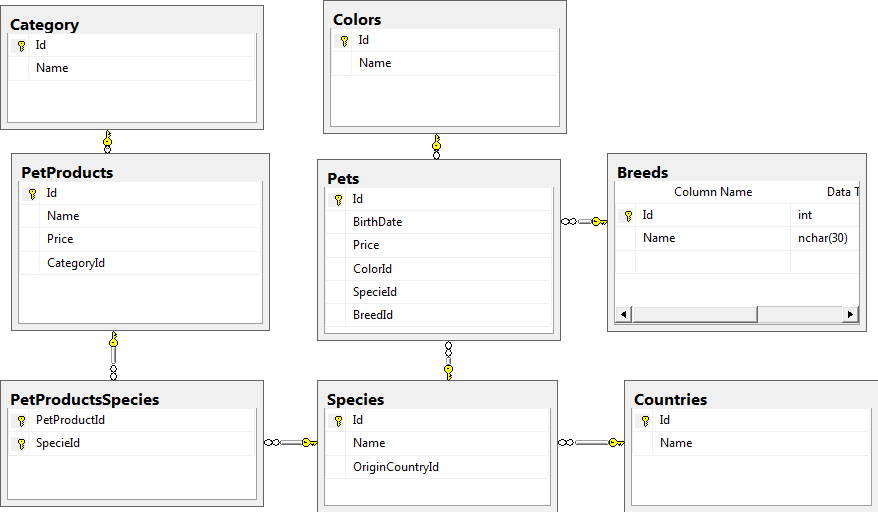 Category
Id
Name
Colors
Id
Name
PetProducts
Id
Name
Price
CategoryId
Pets
Id
BirthDate
Price
ColorId
SpecieId
BreedId
Breeds
Column Name Data T
Id int
Name nchar(30)
PetProductsSpecies
PetProductId
SpecieId
Species
Id
Name
OriginCountryId
Countries
Id
Name